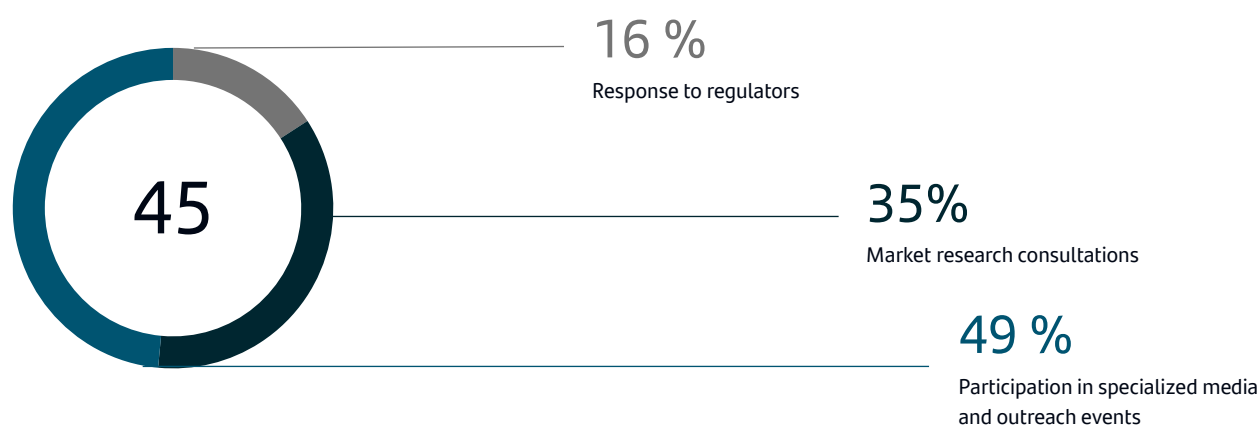 16 %
Response to regulators
45
35%
Market research consultations
49 %
Participation in specialized media
and outreach events